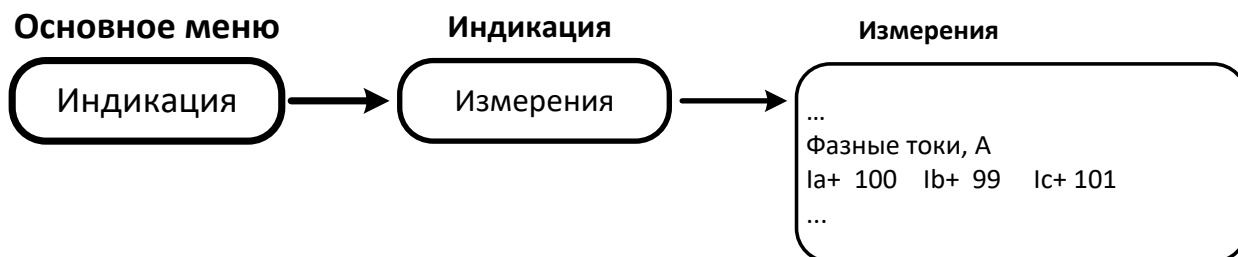 Основное меню
Индикация
Измерения
Индикация
Измерения
...
Фазные токи, А
Ia+ 100 Ib+ 99 Ic+ 101
...